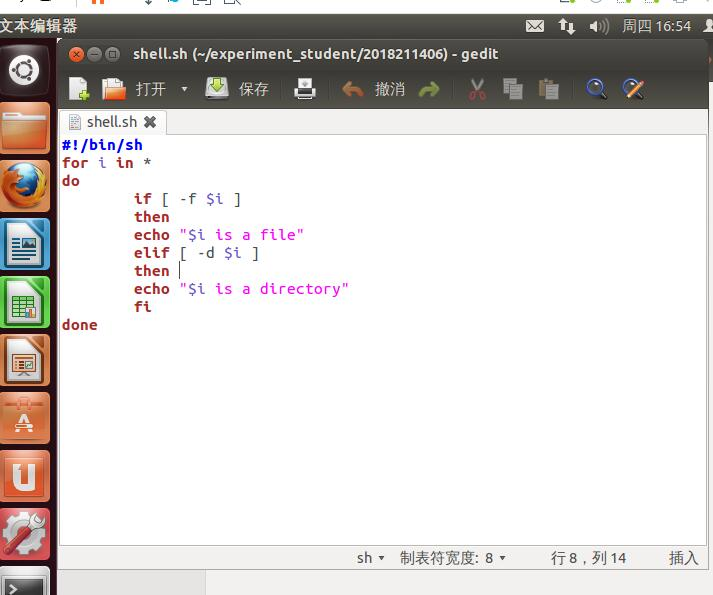 文本编辑器
周四 16:54
shell.sh (~/experiment_student/2018211406) - gedit
打开 保存 撤消
shell.sh
#!/bin/sh
for i in *
do
if [ -f $i ]
then
echo "$i is a file"
elif [ -d $i ]
then
echo "$i is a directory"
fi
done
sh 制表符宽度: 8 行 8，列 14 插入